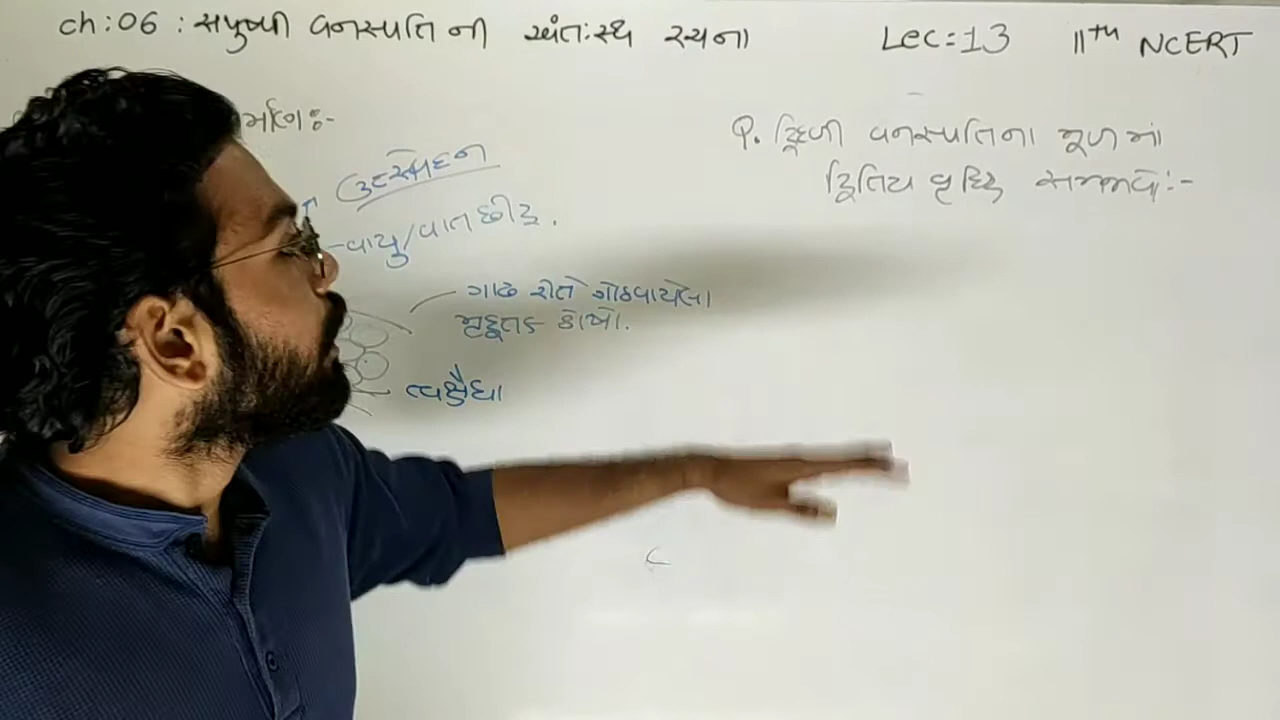 ch:06 : સપુષ્પી વનસ્પતિ ની અંતઃસ્થ રચના Lec=13 11th NCERT
ઉત્સ્વેદન
વાયુ/વાતછીદ્ર.
ગાઢ રીતે ગોઠવાયેલા
મૃદુતક કોષો.
ત્વક્ષૈધા
Q. દ્વિદળી વનસ્પતિના મૂળ માં
દ્વિતિય વૃદ્ધિ સમજાવો:-